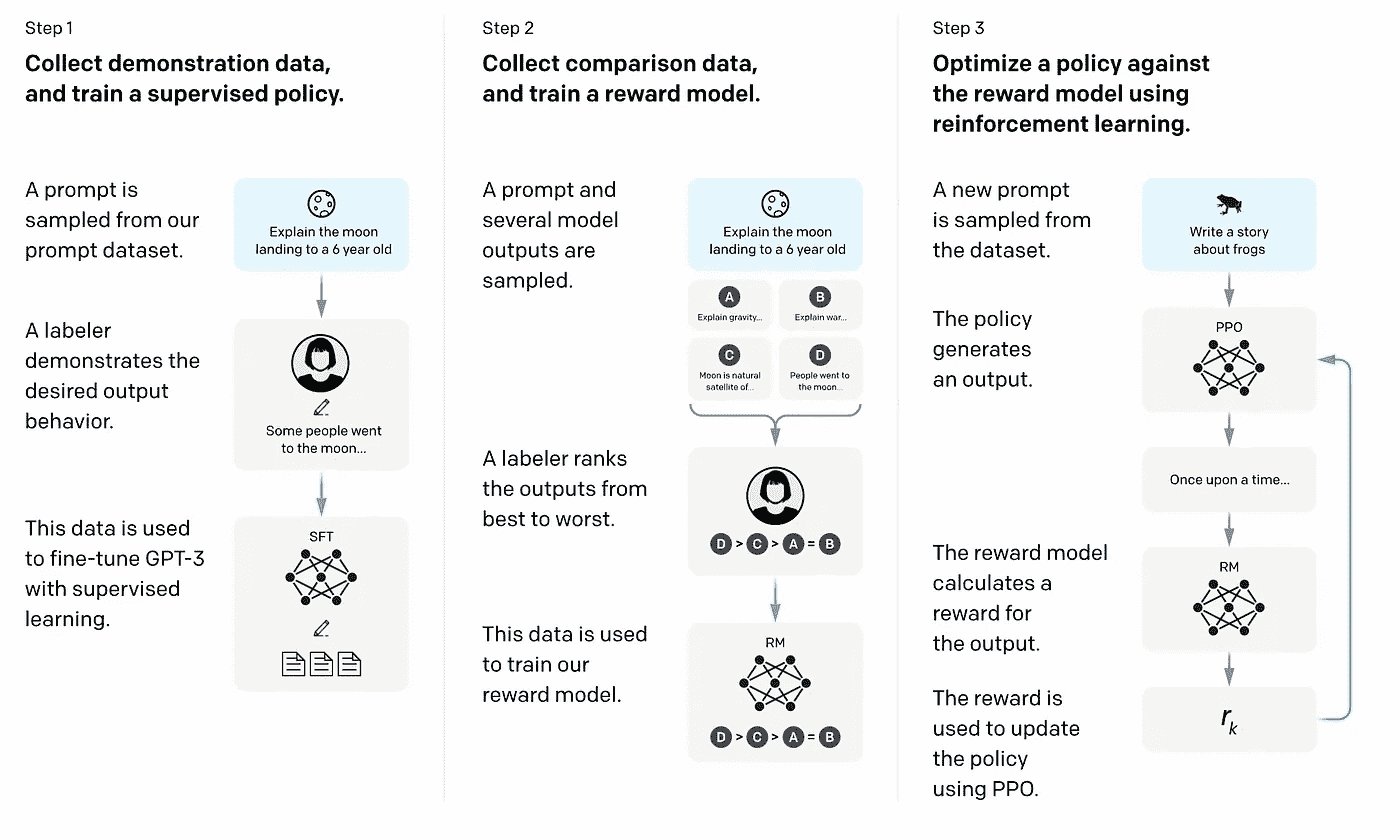 Step 1
Collect demonstration data,
and train a supervised policy.
A prompt is
sampled from our
prompt dataset.
Explain the moon
landing to a 6 year old
A labeler
demonstrates the
desired output
behavior.
Some people went
to the moon...
This data is used
to fine-tune GPT-3
with supervised
learning.
SFT
Step 2
Collect comparison data,
and train a reward model.
A prompt and
several model
outputs are
sampled.
Explain the moon
landing to a 6 year old
A B
Explain gravity... Explain war...
C D
Moon is natural
satellite of...
People went to
the moon...
A labeler ranks
the outputs from
best to worst.
D > C > A = B
This data is used
to train our
reward model.
RM
D > C > A = B
Step 3
Optimize a policy against
the reward model using
reinforcement learning.
A new prompt
is sampled from
the dataset.
Write a story
about frogs
The policy
generates
an output.
PPO
Once upon a time...
The reward model
calculates a
reward for
the output.
RM
The reward is
used to update
the policy
using PPO.
rk